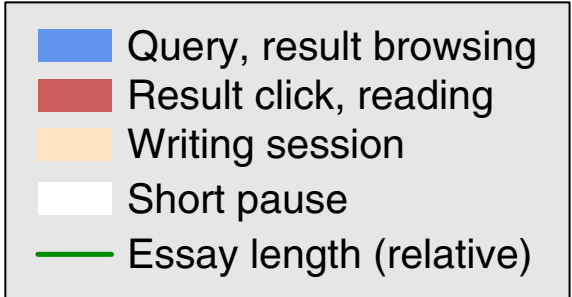 Query, result browsing
Result click, reading
Writing session
Short pause
Essay length (relative)